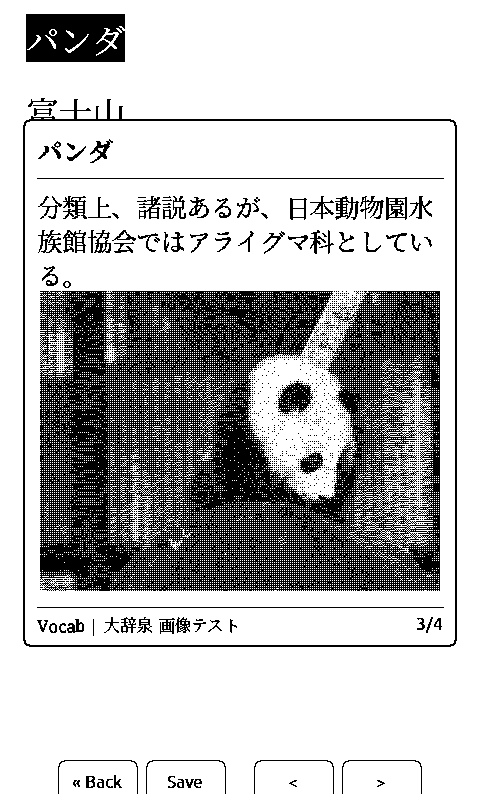 パンダ
富士山
パンダ
分類上、諸説あるが、日本動物園水
族館協会ではアライグマ科としてい
る。
Vocab | 大辞泉 画像テスト
3/4
« Back
Save
<
>